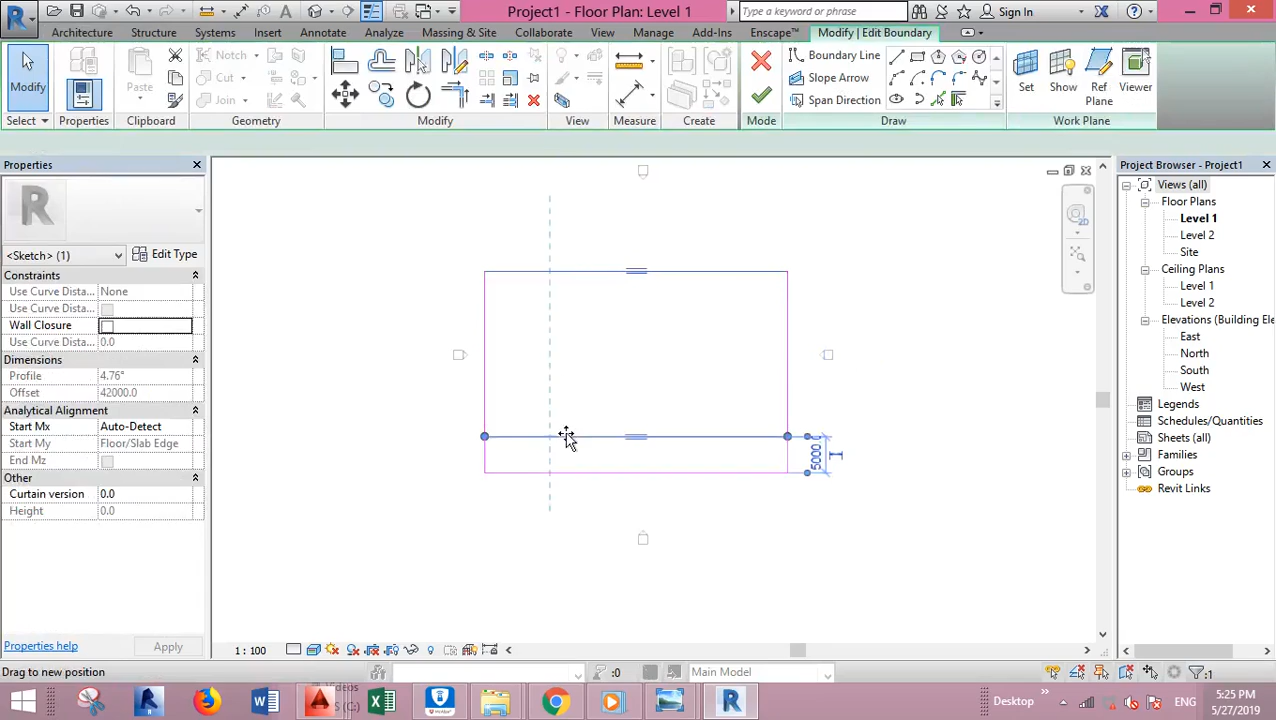 Project1 - Floor Plan: Level 1
Type a keyword or phrase
Sign In
Architecture
Structure
Systems
Insert
Annotate
Analyze
Massing & Site
Collaborate
View
Manage
Add-Ins
Enscape™
Modify | Edit Boundary
Modify
Paste
Notch
Cut
Join
Boundary Line
Slope Arrow
Span Direction
Set
Show
Ref
Plane
Viewer
Select
Properties
Clipboard
Geometry
Modify
View
Measure
Create
Mode
Draw
Work Plane
Properties
R
<Sketch> (1)
Edit Type
Constraints
Use Curve Dista... None
Use Curve Dista...
Wall Closure
Use Curve Dista... 0.0
Dimensions
Profile 4.76°
Offset 42000.0
Analytical Alignment
Start Mx Auto-Detect
Start My Floor/Slab Edge
End Mz
Other
Curtain version 0.0
Height 0.0
Properties help
Apply
2D
5000
Project Browser - Project1
Views (all)
Floor Plans
Level 1
Level 2
Site
Ceiling Plans
Level 1
Level 2
Elevations (Building Ele
East
North
South
West
Legends
Schedules/Quantities
Sheets (all)
Families
Groups
Revit Links
1 : 100
Drag to new position
:0
Main Model
:1
Videos
Desktop
ENG
5:25 PM
5/27/2019